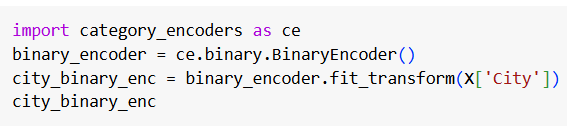 import category_encoders as ce
binary_encoder = ce.binary.BinaryEncoder()
city_binary_enc = binary_encoder.fit_transform(X['City'])
city_binary_enc